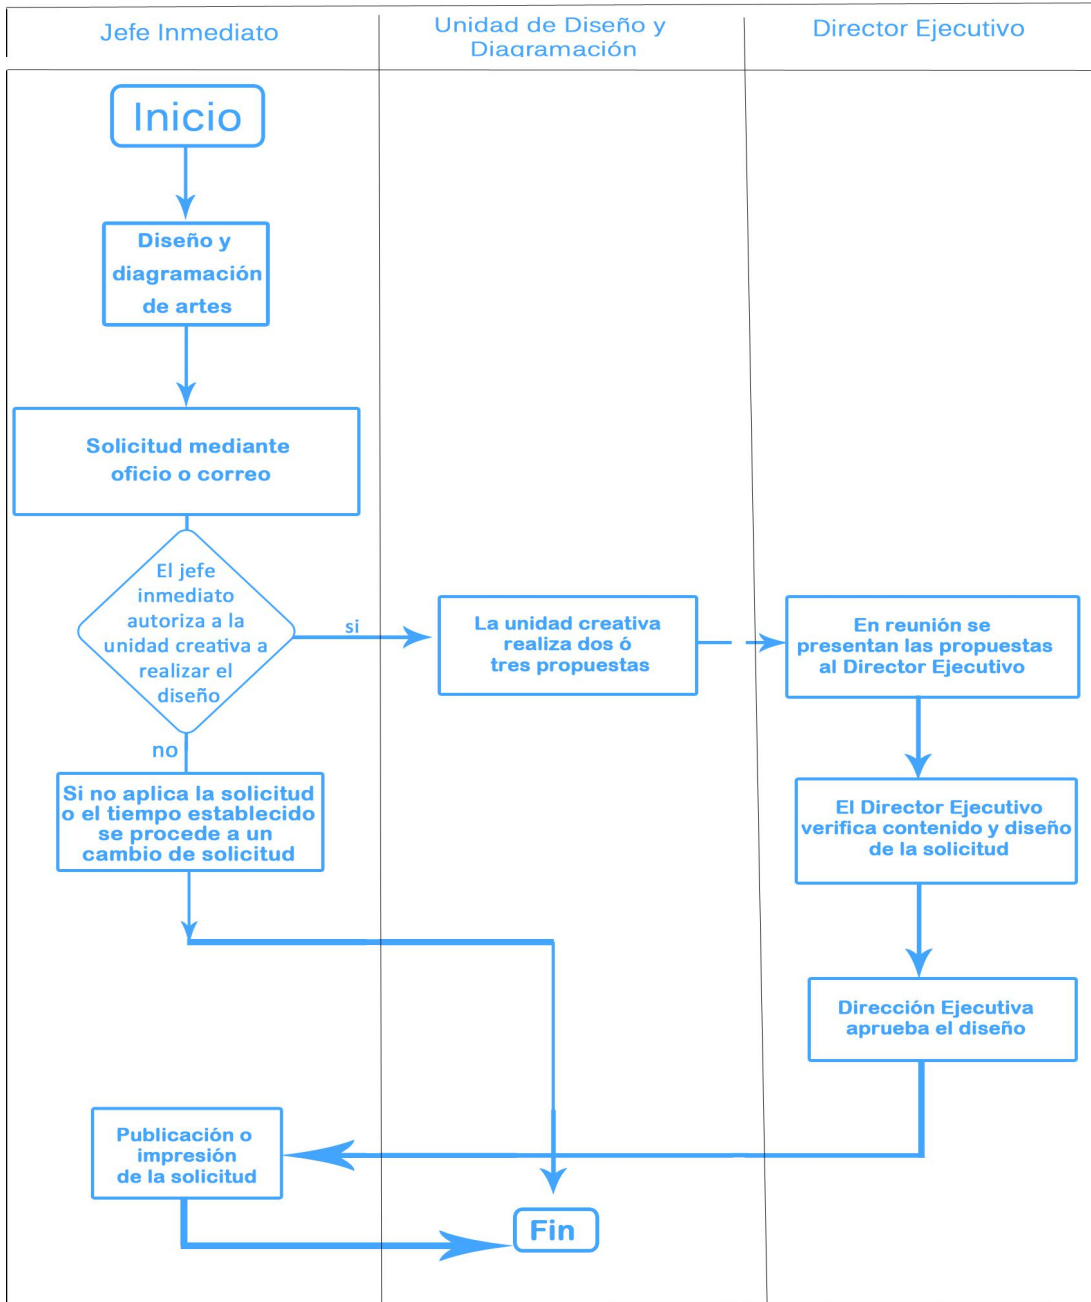 Jefe Inmediato
Unidad de Diseño y
Diagramación
Director Ejecutivo
Inicio
Diseño y
diagramación
de artes
Solicitud mediante
oficio o correo
El jefe
inmediato
autoriza a la
unidad creativa a
realizar el
diseño
si
La unidad creativa
realiza dos ó
tres propuestas
En reunión se
presentan las propuestas
al Director Ejecutivo
no
Si no aplica la solicitud
o el tiempo establecido
se procede a un
cambio de solicitud
El Director Ejecutivo
verifica contenido y diseño
de la solicitud
Dirección Ejecutiva
aprueba el diseño
Publicación o
impresión
de la solicitud
Fin